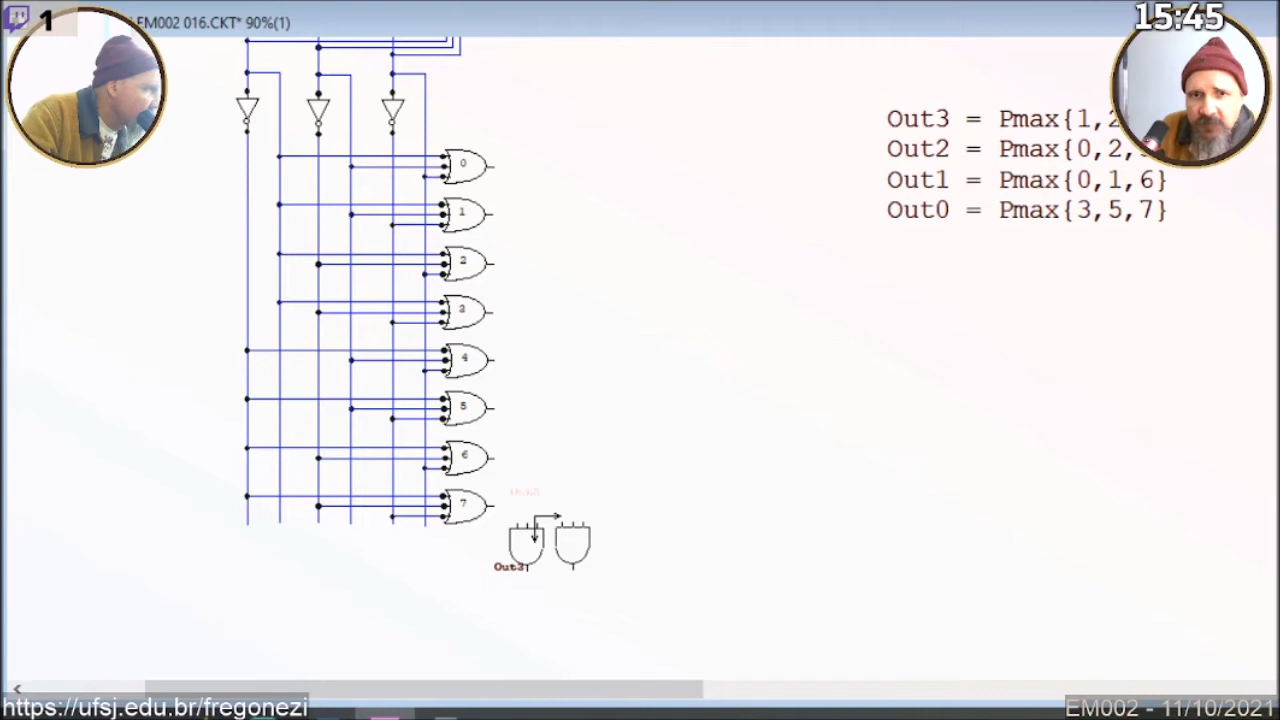 1
EM002 016.CKT* 90%(1)
15:45
Out3 = Pmax{1,2
Out2 = Pmax{0,2,
Out1 = Pmax{0,1,6}
Out0 = Pmax{3,5,7}
0
1
2
3
4
5
6
7
Out3
https://ufsj.edu.br/fregonezi
EM002 - 11/10/2021